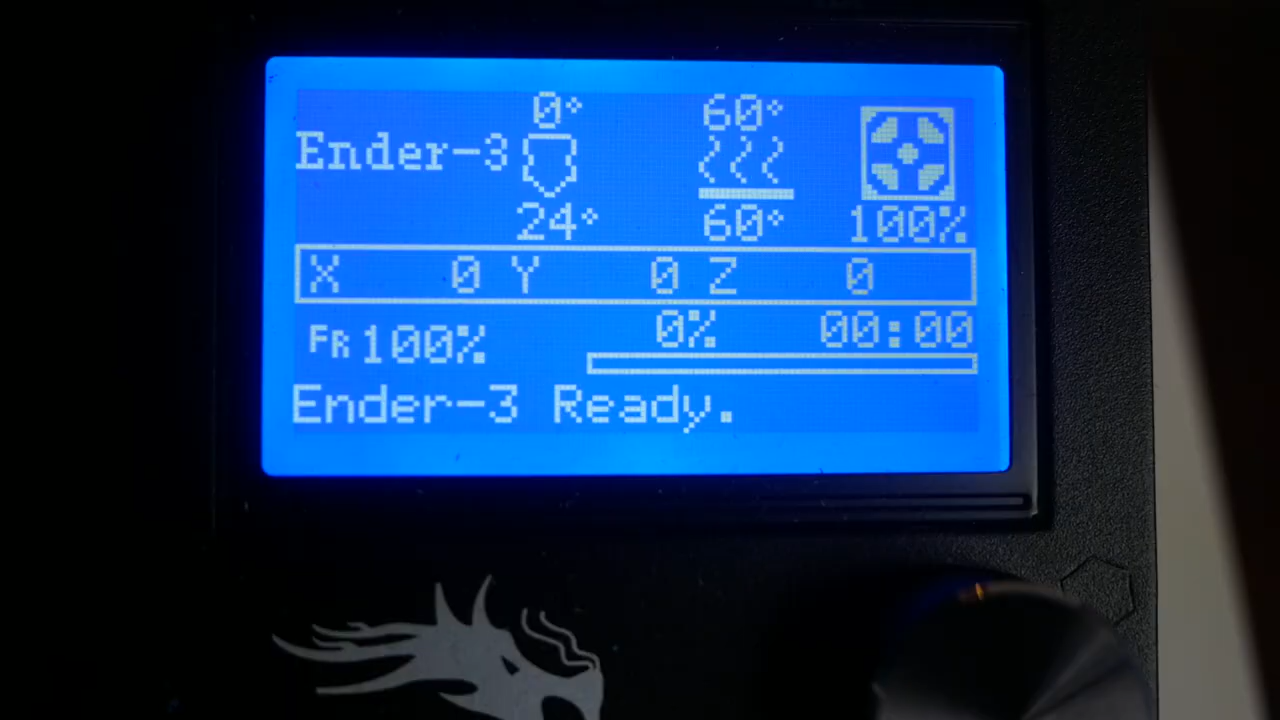 0° 60°
Ender-3
24° 60° 100%
X 0 Y 0 Z 0
0% 00:00
FR 100%
Ender-3 Ready.